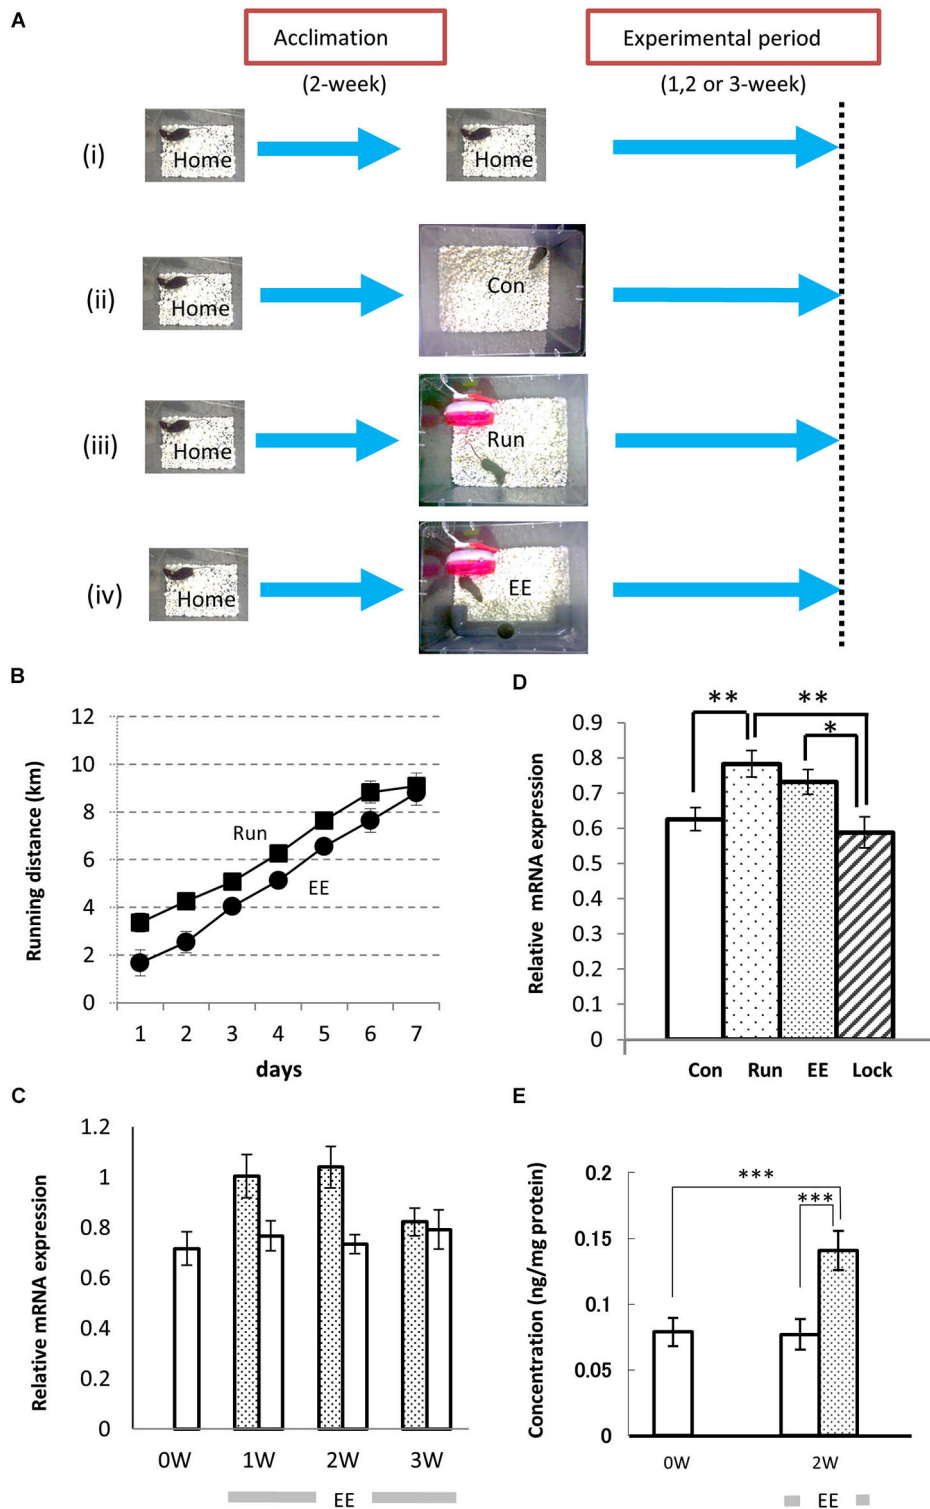 A
Acclimation
Experimental period
(2-week)
(1,2 or 3-week)
(i)
Home
Home
(ii)
Home
Con
(iii)
Home
Run
(iv)
Home
EE
B
Running distance (km)
12
10
8
6
4
2
0
Run
EE
1 2 3 4 5 6 7
days
D
Relative mRNA expression
** **
*
0.9
0.8
0.7
0.6
0.5
0.4
0.3
0.2
0.1
0
Con Run EE Lock
C
Relative mRNA expression
1.2
1
0.8
0.6
0.4
0.2
0
0W 1W 2W 3W
EE
E
Concentration (ng/mg protein)
0.2
0.15
0.1
0.05
0
***
***
0W 2W
EE